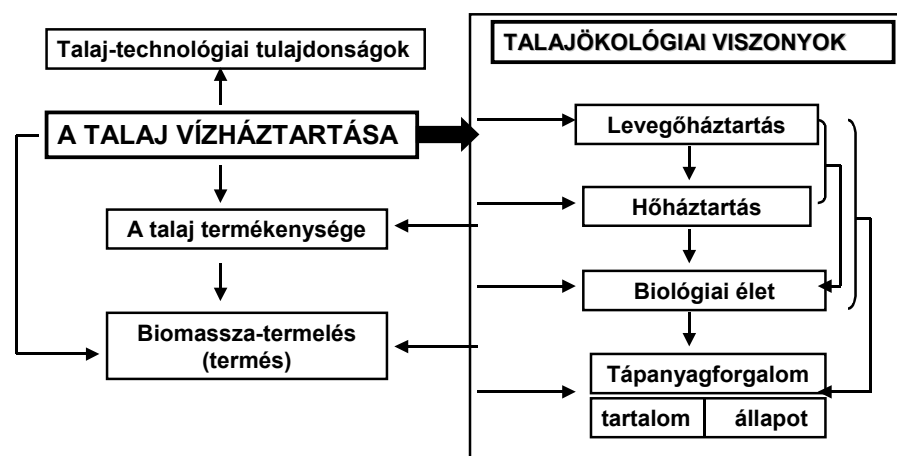 Talaj-technológiai tulajdonságok
A TALAJ VÍZHÁZTARTÁSA
A talaj termékenysége
Biomassza-termelés
(termés)
TALAJÖKOLÓGIAI VISZONYOK
Levegőháztartás
Hőháztartás
Biológiai élet
Tápanyagforgalom
tartalom állapot